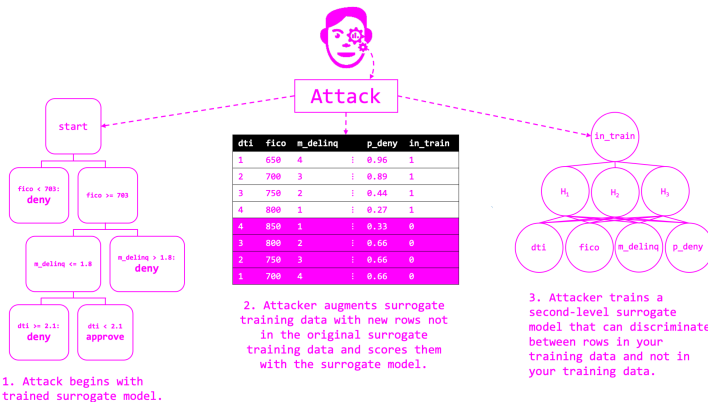 Attack
start
fico < 703:
deny
fico >= 703
m_delinq <= 1.8
m_delinq > 1.8:
deny
dti >= 2.1:
deny
dti < 2.1
approve
1. Attack begins with
trained surrogate model.
dti fico m_delinq p_deny in_train
1 650 4 ⋮ 0.96 1
2 700 3 ⋮ 0.89 1
3 750 2 ⋮ 0.44 1
4 800 1 ⋮ 0.27 1
4 850 1 ⋮ 0.33 0
3 800 2 ⋮ 0.66 0
2 750 3 ⋮ 0.66 0
1 700 4 ⋮ 0.66 0
2. Attacker augments surrogate
training data with new rows not
in the original surrogate
training data and scores them
with the surrogate model.
in_train
H₁ H₂ H₃
dti fico m_delinq p_deny
3. Attacker trains a
second-level surrogate
model that can discriminate
between rows in your
training data and not in
your training data.